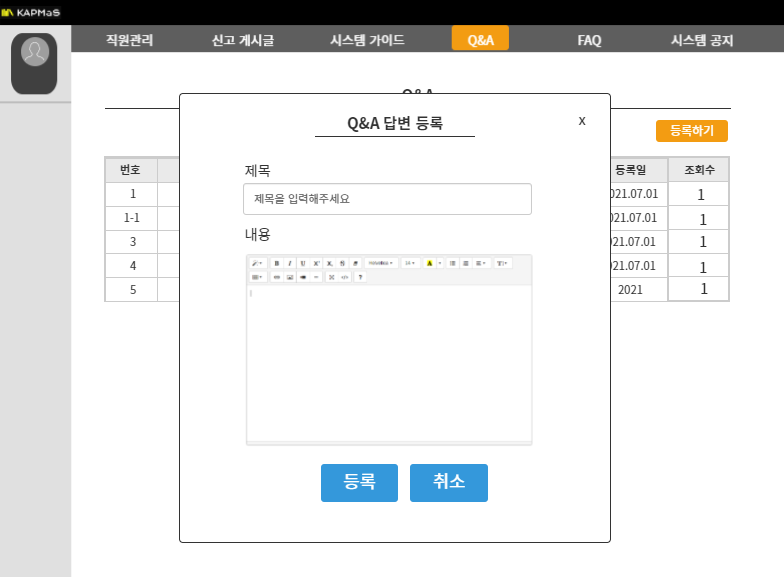 KAPMaS
직원관리 신고 게시글 시스템 가이드 Q&A FAQ 시스템 공지
Q&A
Q&A 답변 등록 x
등록하기
번호 등록일 조회수
제목
1 021.07.01 1
제목을 입력해주세요
1-1 021.07.01 1
내용
3 021.07.01 1
4 021.07.01 1
5 2021 1
등록 취소